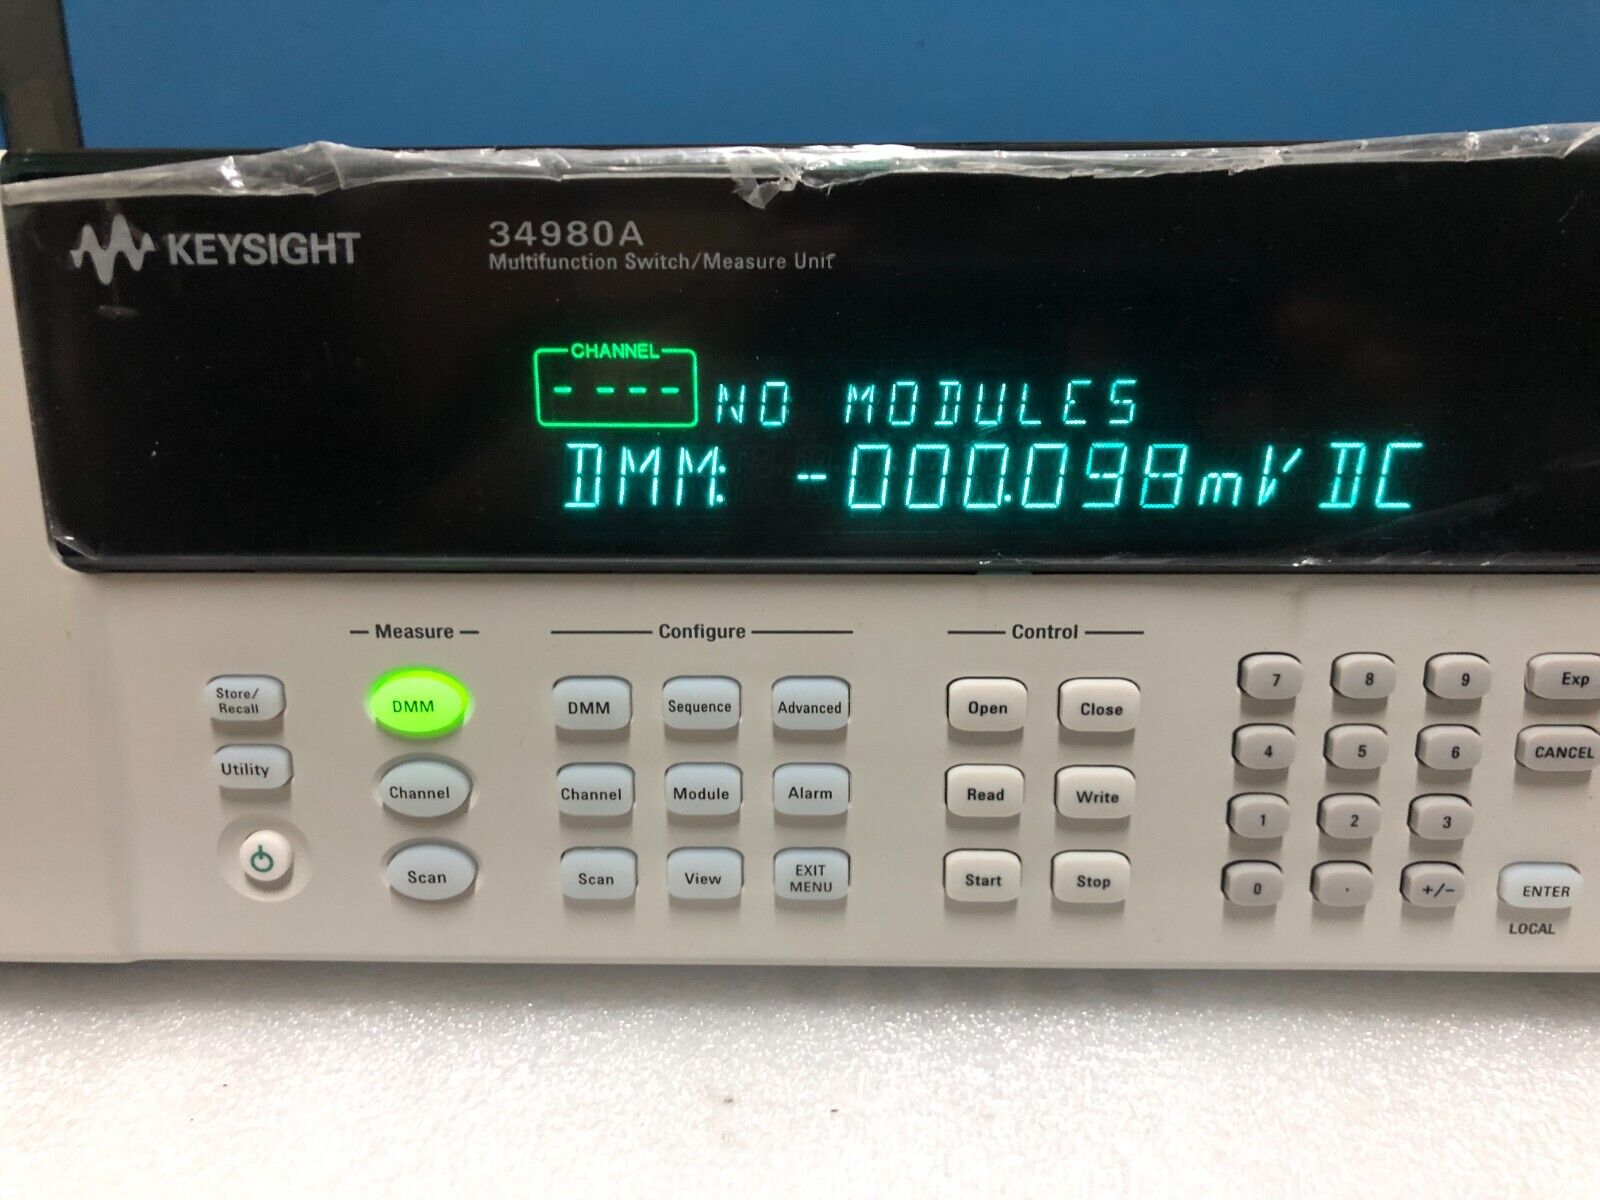 KEYSIGHT
34980A
Multifunction Switch/Measure Unit
CHANNEL
- --- NO MODULES
DMM: -000.098mV DC
Measure
Configure
Control
Store/
Recall
DMM
DMM
Sequence
Advanced
Open
Close
7
8
9
Exp
Utility
Channel
Channel
Module
Alarm
Read
Write
4
5
6
CANCEL
1
2
3
Scan
Scan
View
EXIT
MENU
Start
Stop
0
.
+/-
ENTER
LOCAL